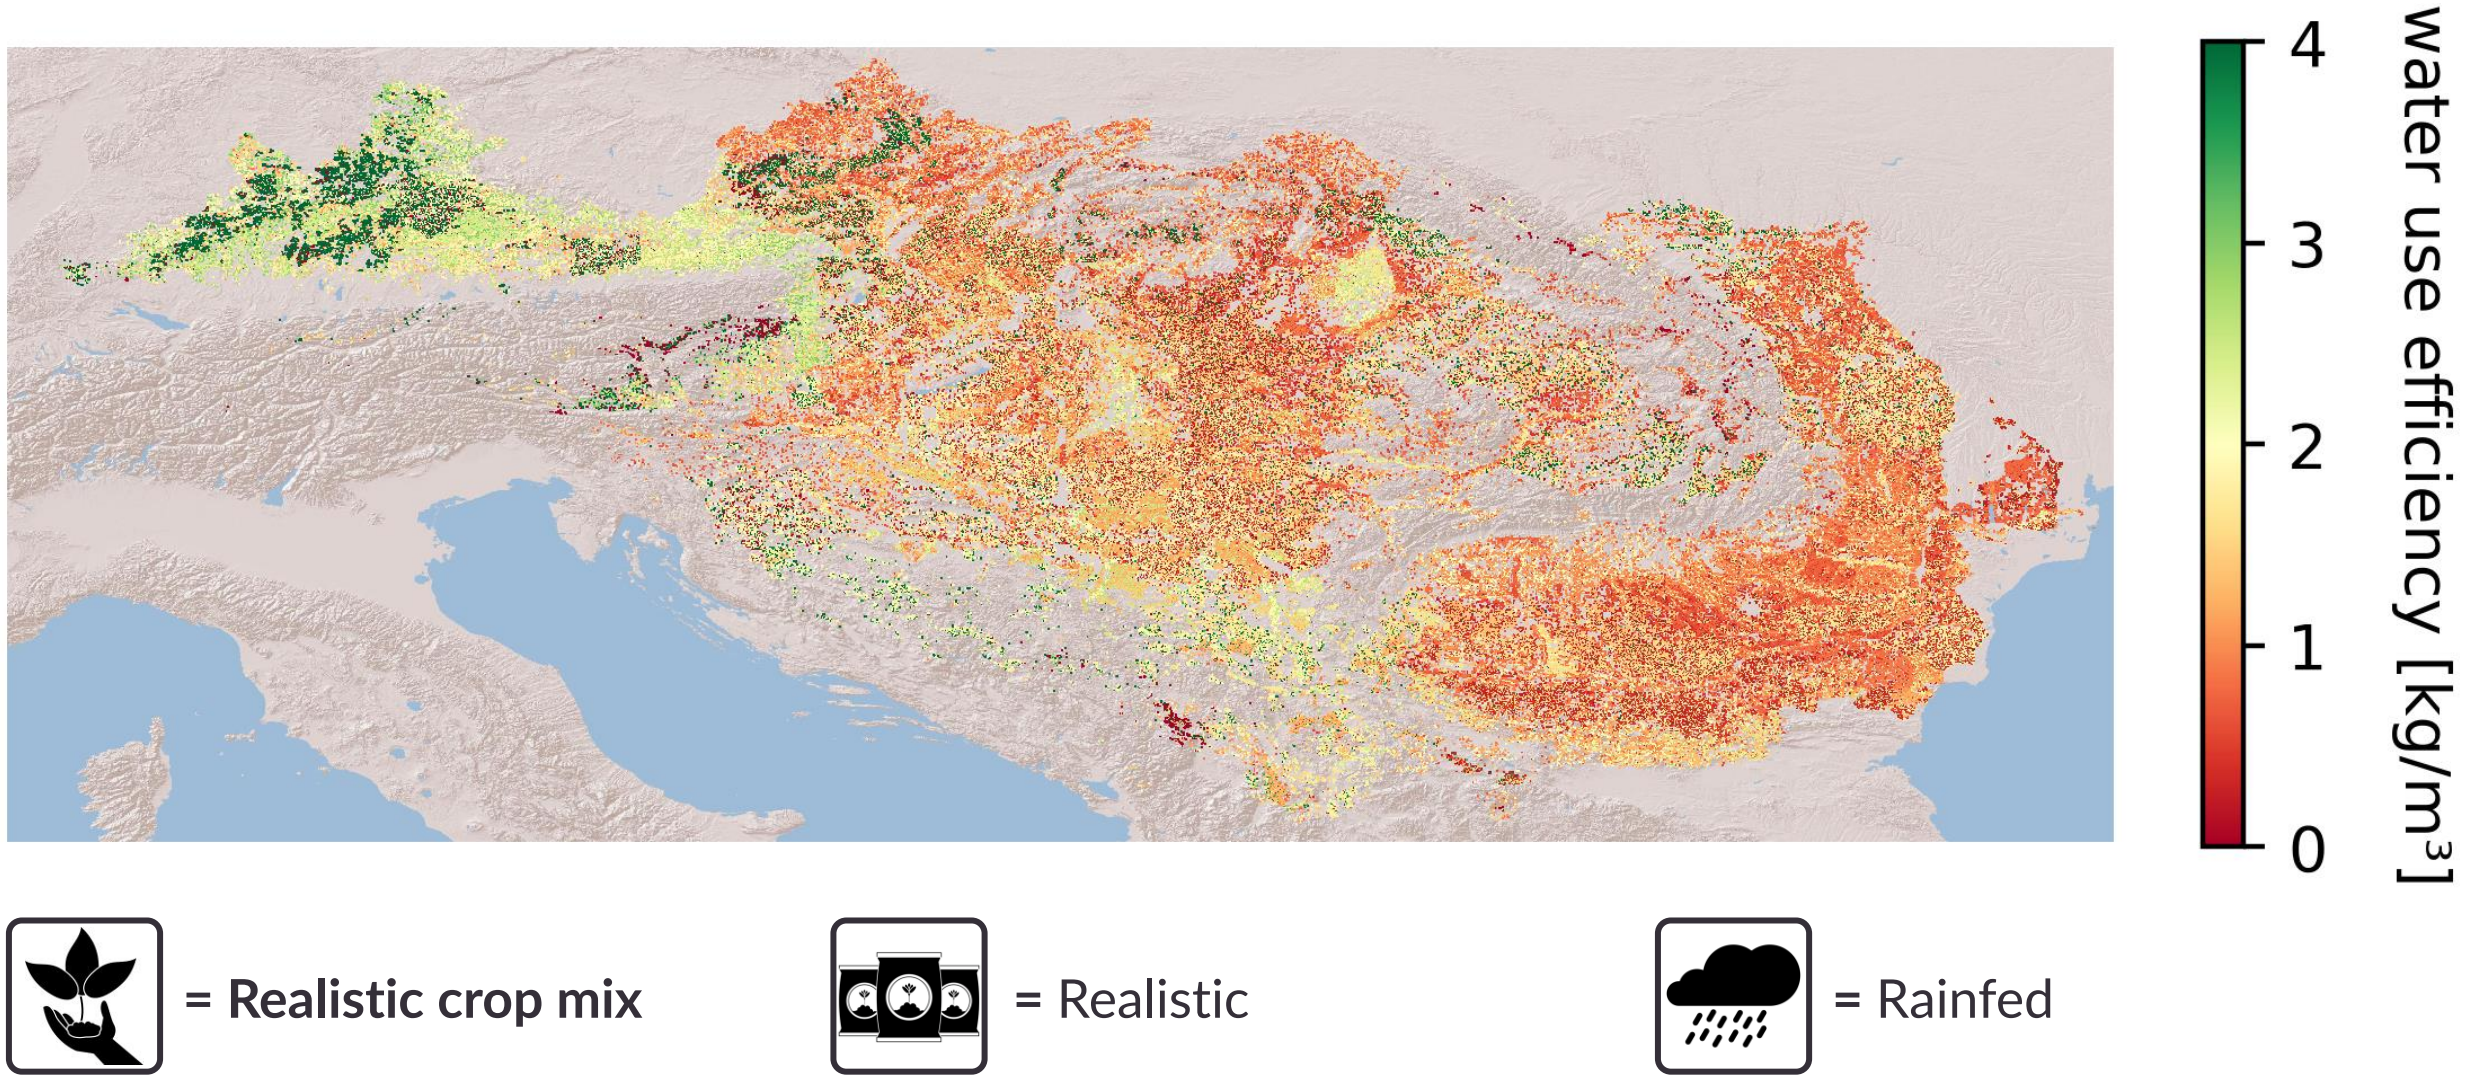 4
3
2
1
0
water use efficiency [kg/m³]
= Realistic crop mix
= Realistic
= Rainfed